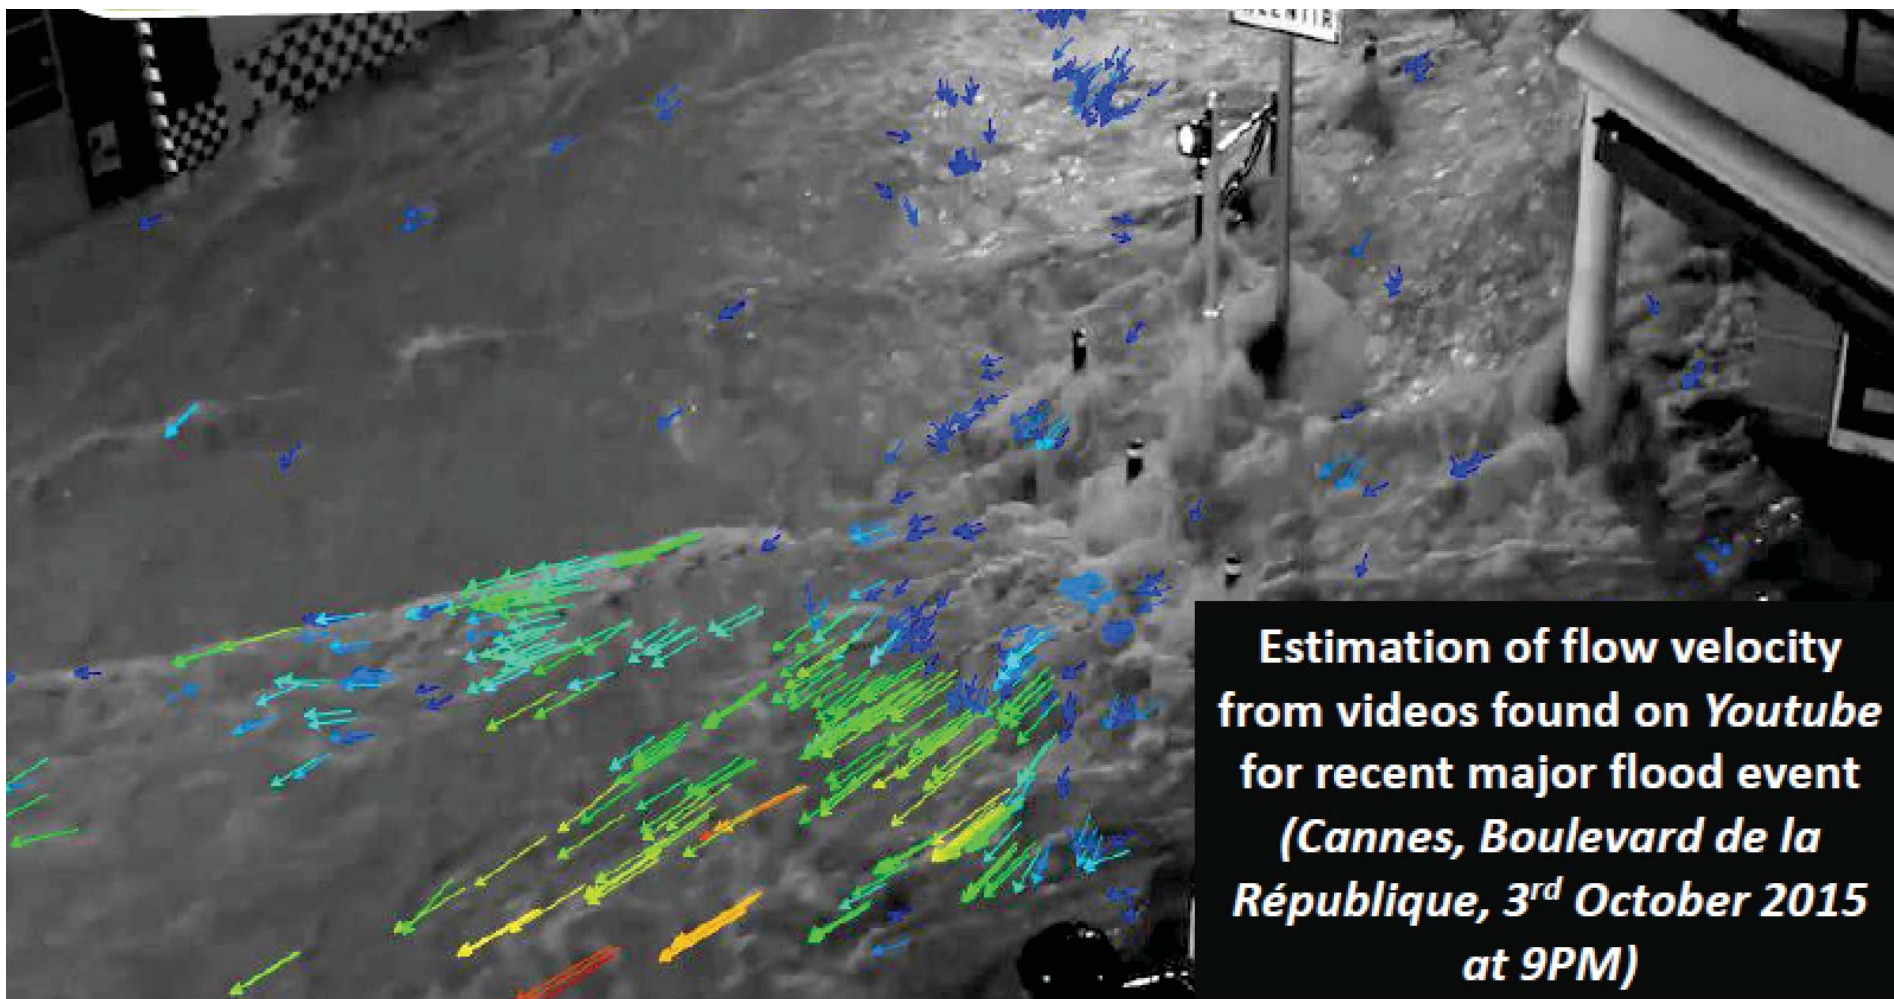 Estimation of flow velocity
from videos found on Youtube
for recent major flood event
(Cannes, Boulevard de la
République, 3rd October 2015
at 9PM)